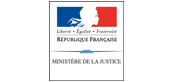 Liberté • Égalité • Fraternité
RÉPUBLIQUE FRANÇAISE
MINISTÈRE DE LA JUSTICE